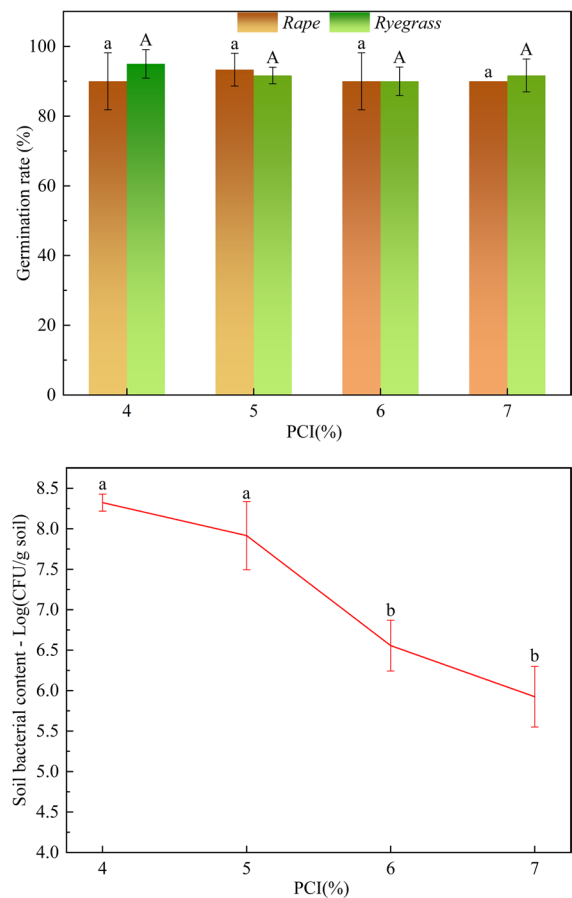 Rape Ryegrass
100
80
60
40
20
0
Germination rate (%)
a A a A a A a A
4 5 6 7
PCI(%)
8.5
8.0
7.5
7.0
6.5
6.0
5.5
5.0
4.5
4.0
Soil bacterial content - Log(CFU/g soil)
a a b b
4 5 6 7
PCI(%)